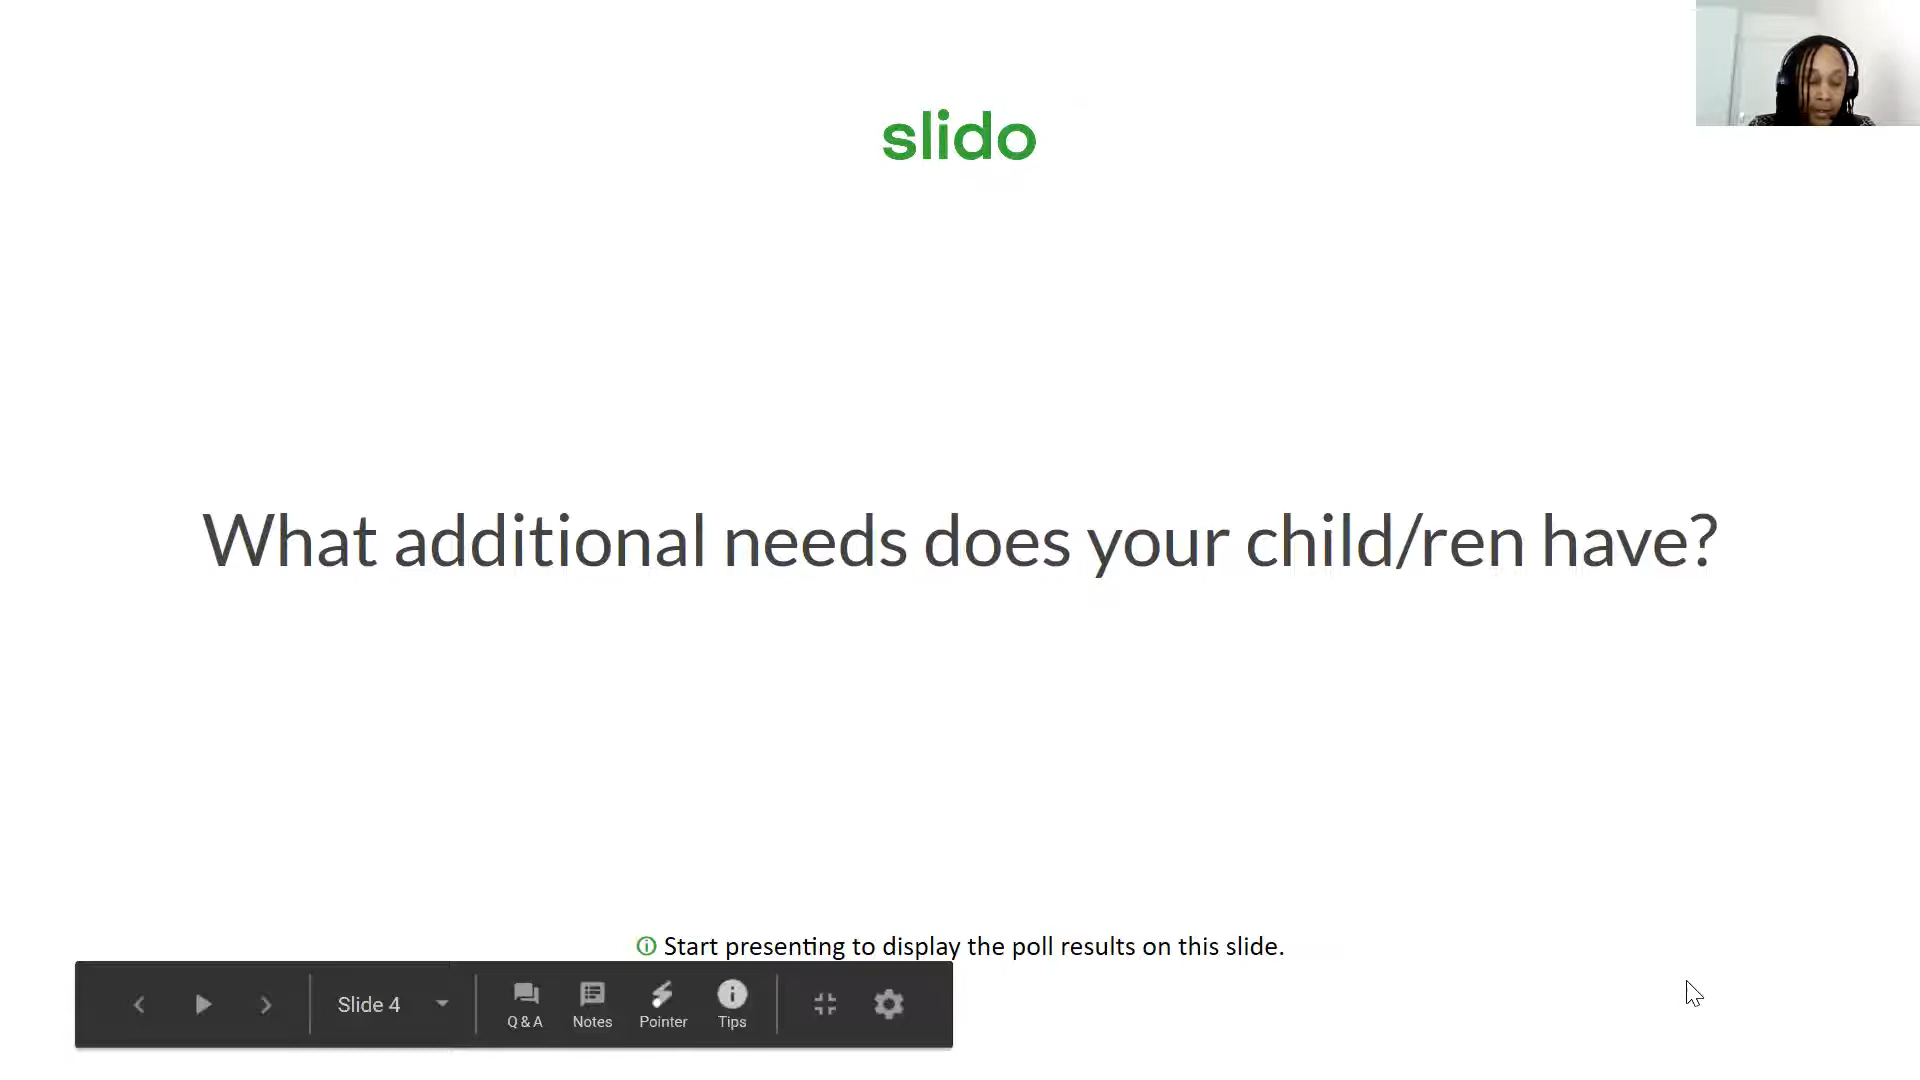 slido
What additional needs does your child/ren have?
Start presenting to display the poll results on this slide.
Slide 4
Q & A
Notes
Pointer
Tips